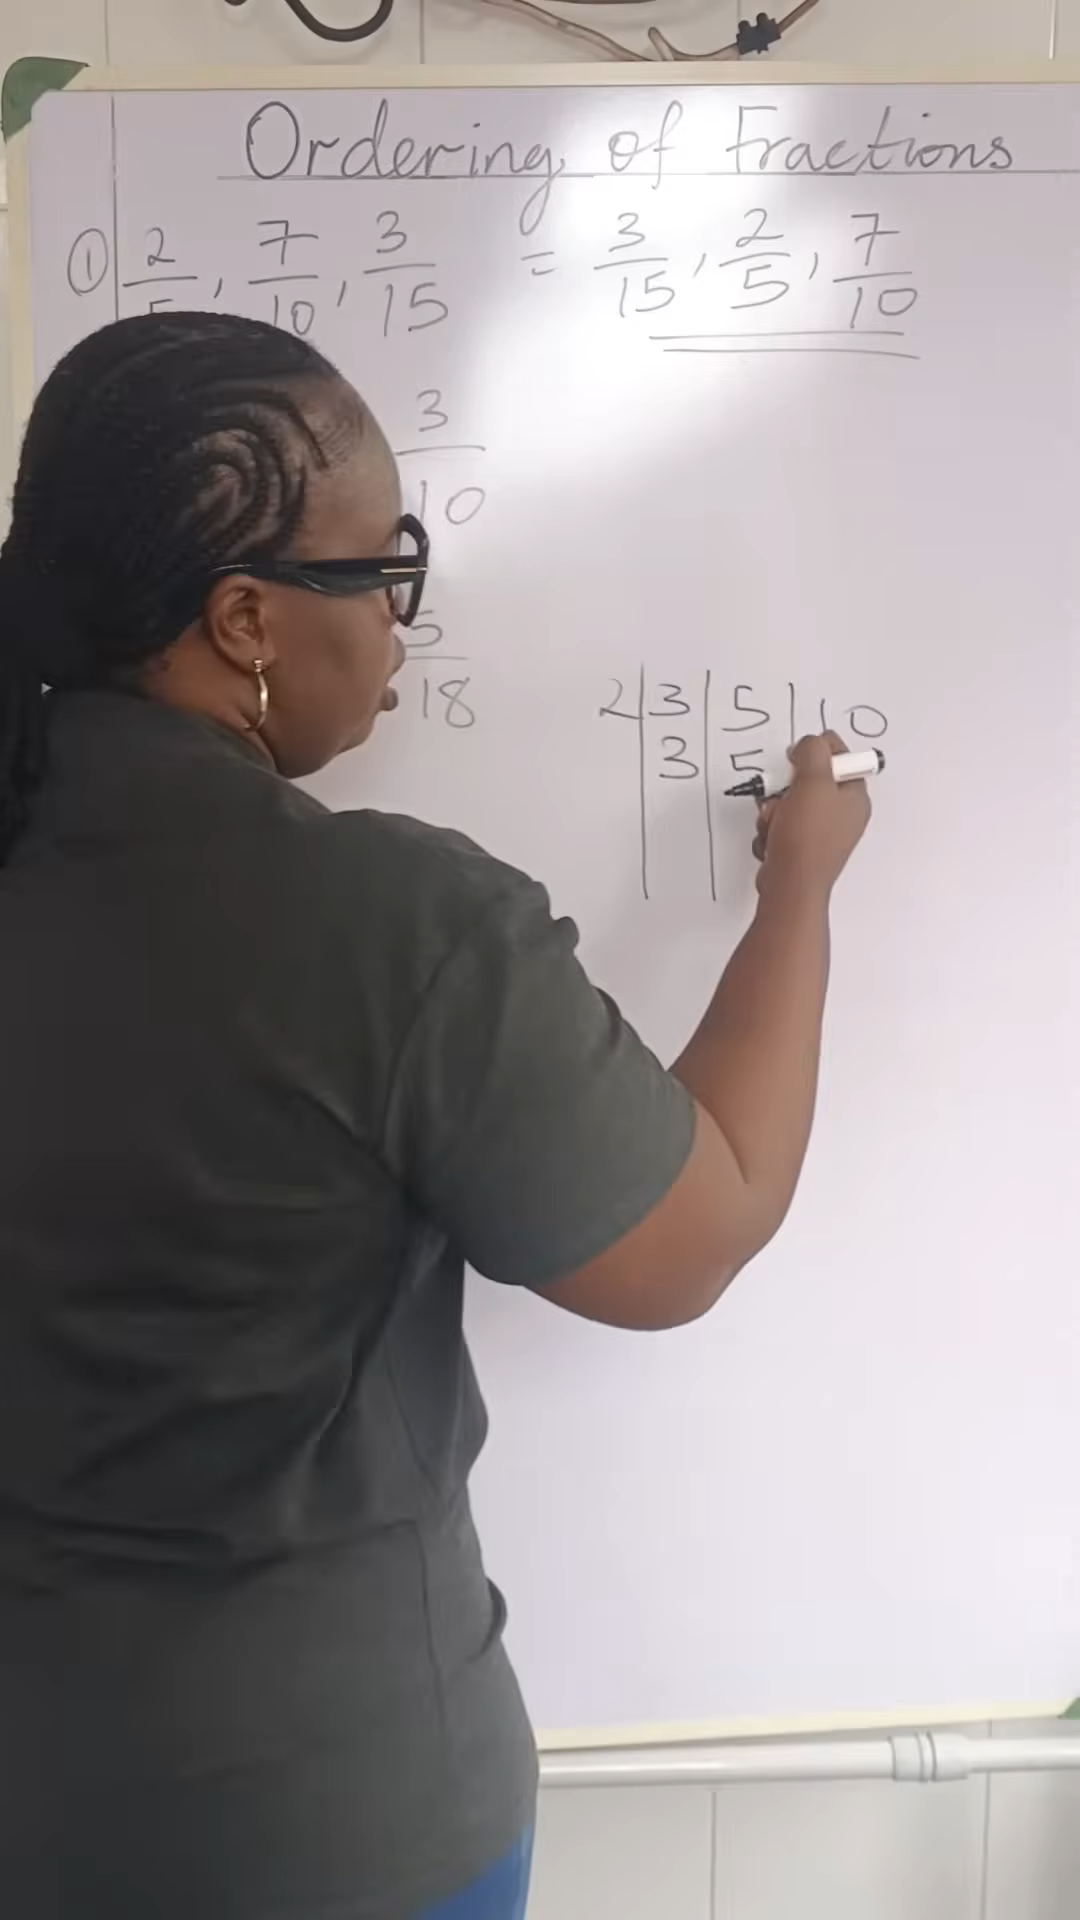 Ordering of Fractions
① 2/5, 7/10, 3/15 = 3/15, 2/5, 7/10
3/10
5/18
2 | 3 | 5 | 10
3 | 5